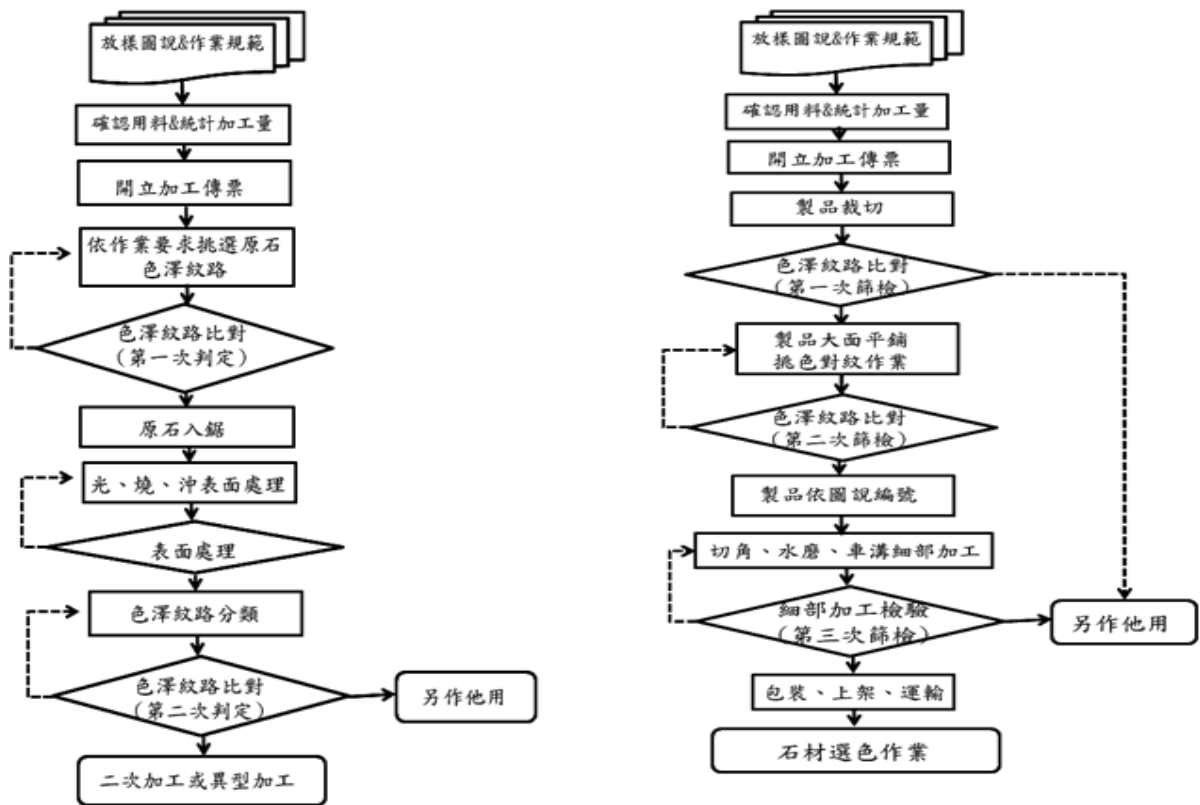 放樣圖說&作業規範
確認用料&統計加工量
開立加工傳票
依作業要求挑選原石
色澤紋路
色澤紋路比對
(第一次判定)
原石入鋸
光、燒、沖表面處理
表面處理
色澤紋路分類
色澤紋路比對
(第二次判定)
另作他用
二次加工或異型加工
放樣圖說&作業規範
確認用料&統計加工量
開立加工傳票
製品裁切
色澤紋路比對
(第一次篩檢)
製品大面平鋪
挑色對紋作業
色澤紋路比對
(第二次篩檢)
製品依圖說編號
切角、水磨、車溝細部加工
細部加工檢驗
(第三次篩檢)
另作他用
包裝、上架、運輸
石材選色作業